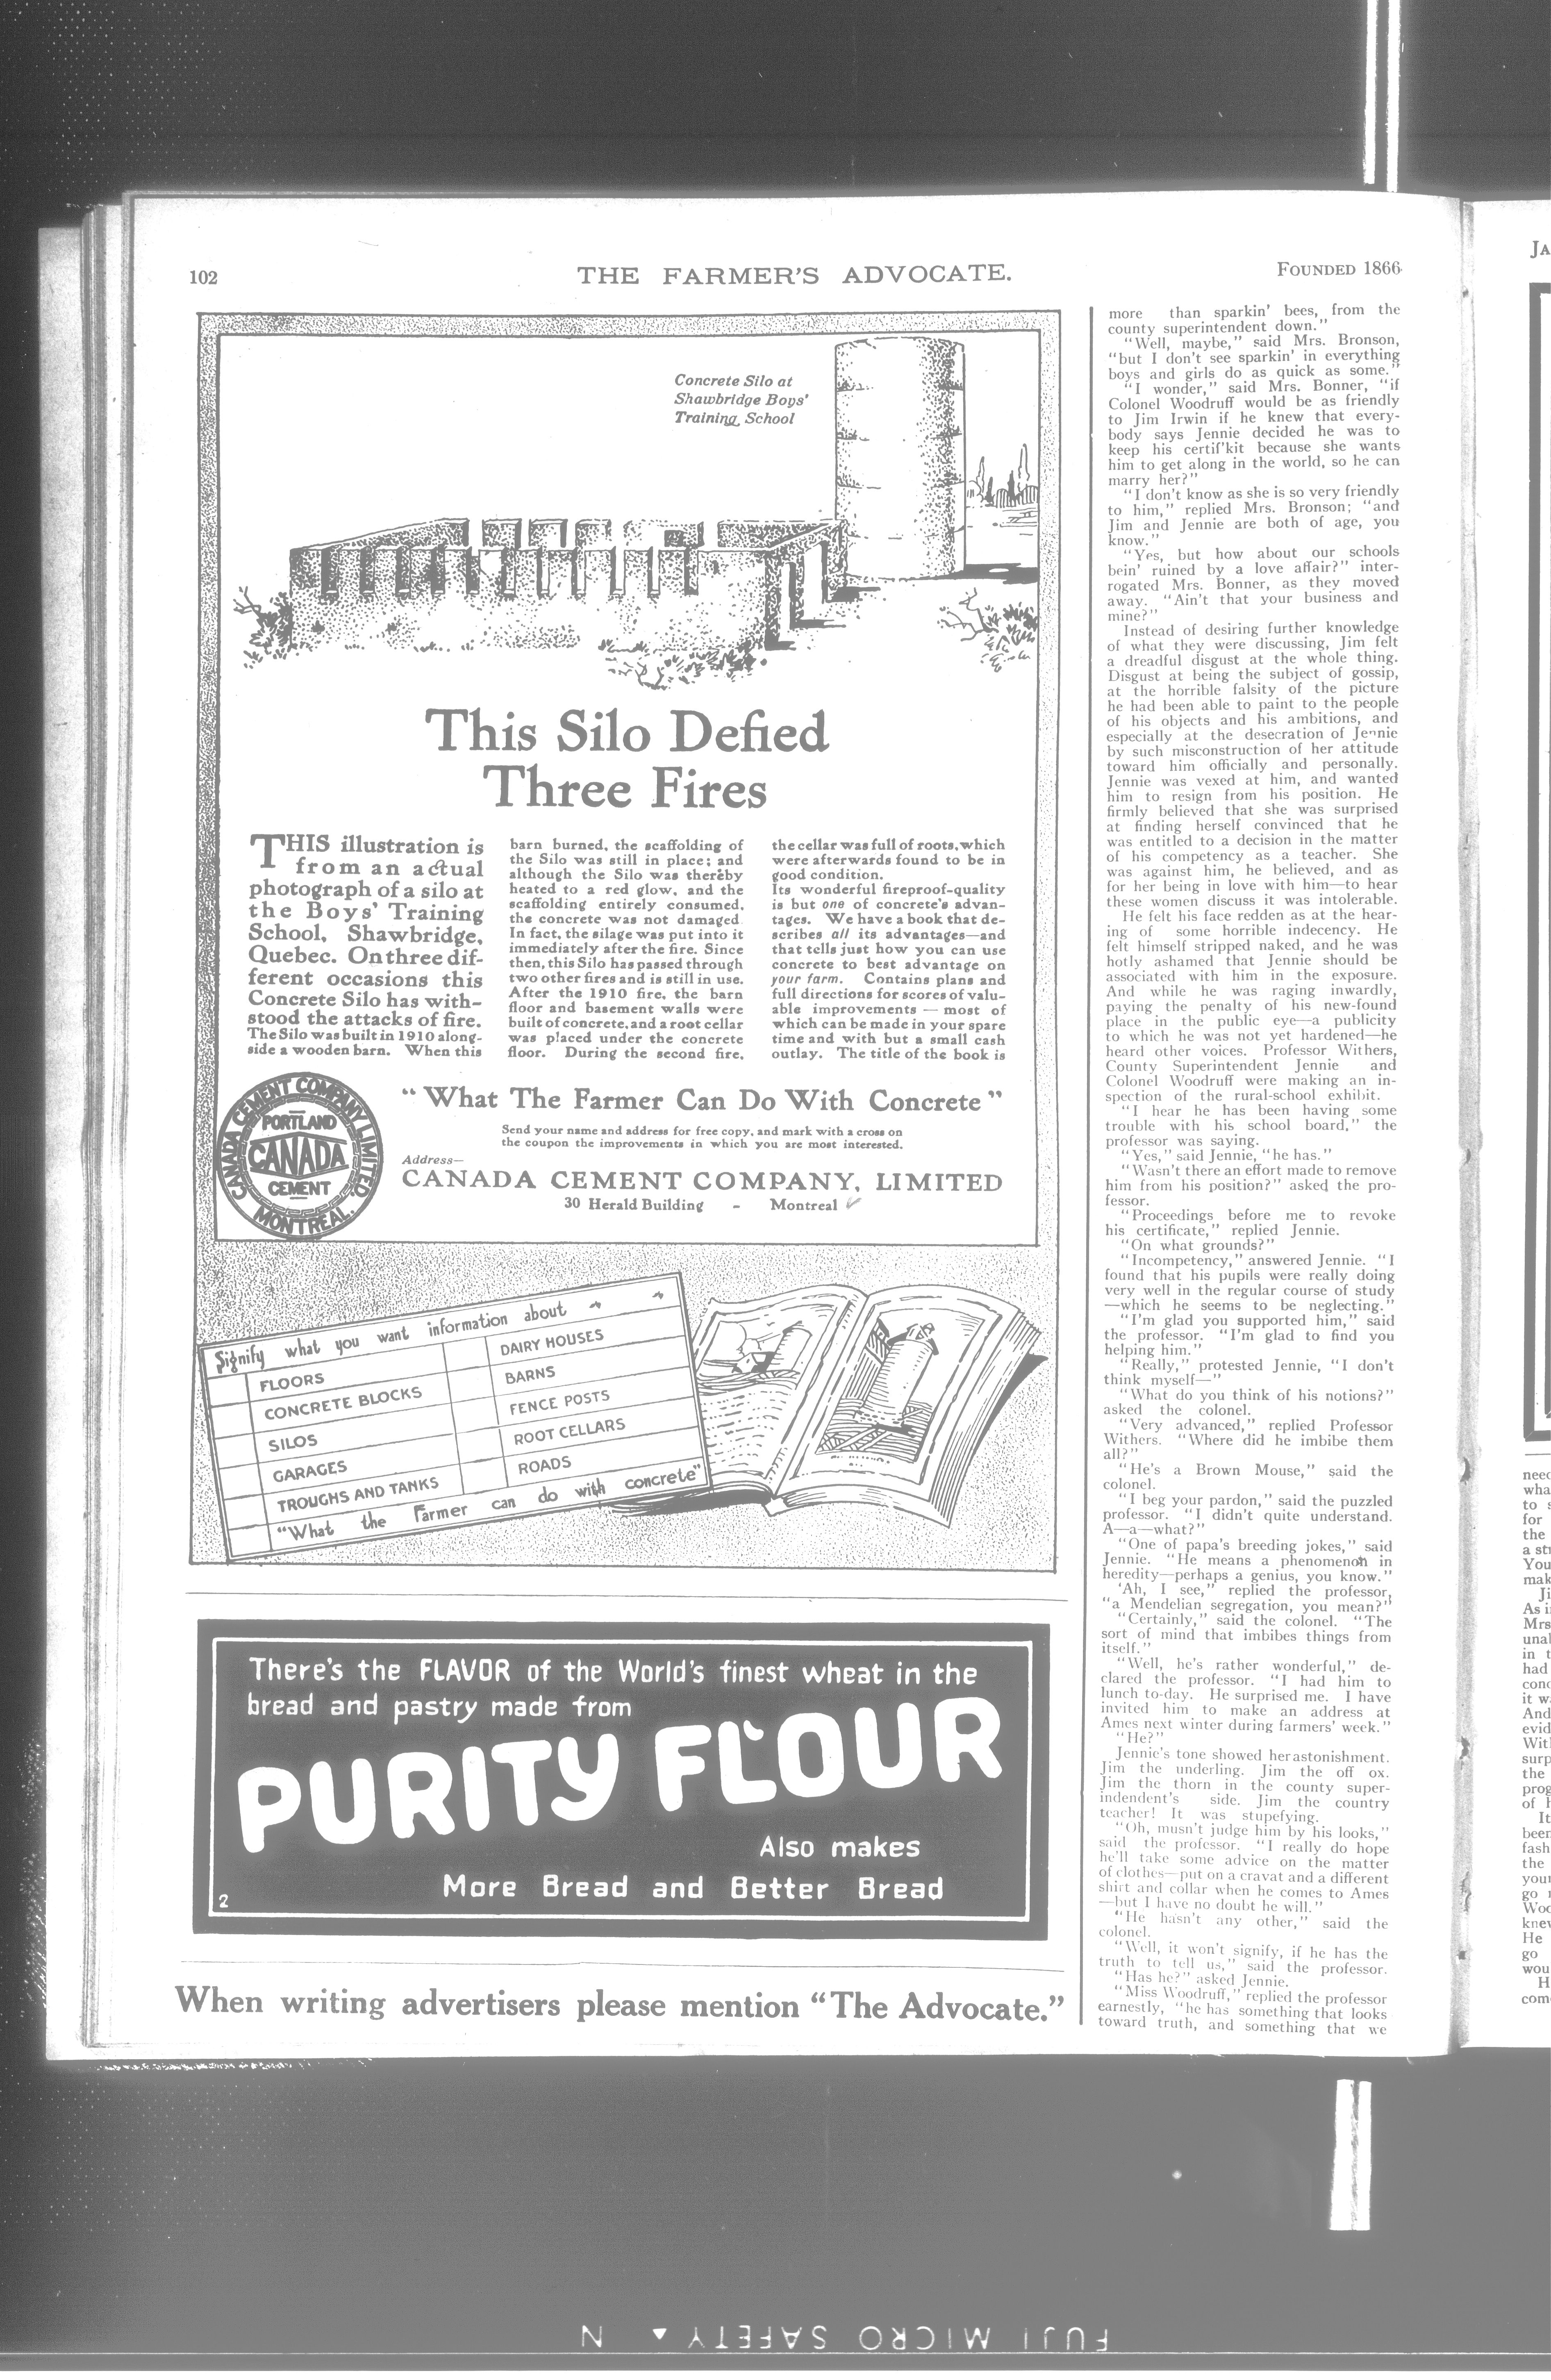 102
THE FARMER'S ADVOCATE.
FOUNDED 1866
Concrete Silo at
Shawbridge Boys'
Training School
This Silo Defied
Three Fires
THIS illustration is
from an actual
photograph of a silo at
the Boys' Training
School, Shawbridge,
Quebec. On three dif-
ferent occasions this
Concrete Silo has with-
stood the attacks of fire.
The Silo was built in 1910 along-
side a wooden barn. When this
barn burned, the scaffolding of
the Silo was still in place; and
although the Silo was thereby
heated to a red glow, and the
scaffolding entirely consumed,
the concrete was not damaged
In fact, the silage was put into it
immediately after the fire. Since
then, this Silo has passed through
two other fires and is still in use.
After the 1910 fire, the barn
floor and basement walls were
built of concrete, and a root cellar
was placed under the concrete
floor. During the second fire,
the cellar was full of roots, which
were afterwards found to be in
good condition.
Its wonderful fireproof-quality
is but one of concrete's advan-
tages. We have a book that de-
scribes all its advantages—and
that tells just how you can use
concrete to best advantage on
your farm. Contains plans and
full directions for scores of valu-
able improvements — most of
which can be made in your spare
time and with but a small cash
outlay. The title of the book is
"What The Farmer Can Do With Concrete"
Send your name and address for free copy, and mark with a cross on
the coupon the improvements in which you are most interested.
Address—
CANADA CEMENT COMPANY, LIMITED
30 Herald Building - Montreal
CANADA CEMENT COMPANY LIMITED
PORTLAND
CANADA
CEMENT
MONTREAL.
Signify what you want information about
FLOORS
CONCRETE BLOCKS
SILOS
GARAGES
TROUGHS AND TANKS
DAIRY HOUSES
BARNS
FENCE POSTS
ROOT CELLARS
ROADS
"What the Farmer can do with concrete"
There's the FLAVOR of the World's finest wheat in the
bread and pastry made from
PURITY FLOUR
Also makes
More Bread and Better Bread
2
When writing advertisers please mention "The Advocate."
more than sparkin' bees, from the
county superintendent down."
"Well, maybe," said Mrs. Bronson,
"but I don't see sparkin' in everything
boys and girls do as quick as some."
"I wonder," said Mrs. Bonner, "if
Colonel Woodruff would be as friendly
to Jim Irwin if he knew that every-
body says Jennie decided he was to
keep his certif'kit because she wants
him to get along in the world, so he can
marry her?"
"I don't know as she is so very friendly
to him," replied Mrs. Bronson; "and
Jim and Jennie are both of age, you
know."
"Yes, but how about our schools
bein' ruined by a love affair?" inter-
rogated Mrs. Bonner, as they moved
away. "Ain't that your business and
mine?"
Instead of desiring further knowledge
of what they were discussing, Jim felt
a dreadful disgust at the whole thing.
Disgust at being the subject of gossip,
at the horrible falsity of the picture
he had been able to paint to the people
of his objects and his ambitions, and
especially at the desecration of Jennie
by such misconstruction of her attitude
toward him officially and personally.
Jennie was vexed at him, and wanted
him to resign from his position. He
firmly believed that she was surprised
at finding herself convinced that he
was entitled to a decision in the matter
of his competency as a teacher. She
was against him, he believed, and as
for her being in love with him—to hear
these women discuss it was intolerable.
He felt his face redden as at the hear-
ing of some horrible indecency. He
felt himself stripped naked, and he was
hotly ashamed that Jennie should be
associated with him in the exposure.
And while he was raging inwardly,
paying the penalty of his new-found
place in the public eye—a publicity
to which he was not yet hardened—he
heard other voices. Professor Withers,
County Superintendent Jennie and
Colonel Woodruff were making an in-
spection of the rural-school exhibit.
"I hear he has been having some
trouble with his school board," the
professor was saying.
"Yes," said Jennie, "he has."
"Wasn't there an effort made to remove
him from his position?" asked the pro-
fessor.
"Proceedings before me to revoke
his certificate," replied Jennie.
"On what grounds?"
"Incompetency," answered Jennie. "I
found that his pupils were really doing
very well in the regular course of study
—which he seems to be neglecting."
"I'm glad you supported him," said
the professor. "I'm glad to find you
helping him."
"Really," protested Jennie, "I don't
think myself—"
"What do you think of his notions?"
asked the colonel.
"Very advanced," replied Professor
Withers. "Where did he imbibe them
all?"
"He's a Brown Mouse," said the
colonel.
"I beg your pardon," said the puzzled
professor. "I didn't quite understand.
A—a—what?"
"One of papa's breeding jokes," said
Jennie. "He means a phenomenon in
heredity—perhaps a genius, you know."
'Ah, I see," replied the professor,
"a Mendelian segregation, you mean?"
"Certainly," said the colonel. "The
sort of mind that imbibes things from
itself."
"Well, he's rather wonderful," de-
clared the professor. "I had him to
lunch to-day. He surprised me. I have
invited him to make an address at
Ames next winter during farmers' week."
"He?"
Jennie's tone showed her astonishment.
Jim the underling. Jim the off ox.
Jim the thorn in the county super-
indendent's side. Jim the country
teacher! It was stupefying.
"Oh, musn't judge him by his looks,"
said the professor. "I really do hope
he'll take some advice on the matter
of clothes—put on a cravat and a different
shirt and collar when he comes to Ames
—but I have no doubt he will."
"He hasn't any other," said the
colonel.
"Well, it won't signify, if he has the
truth to tell us," said the professor.
"Has he?" asked Jennie.
"Miss Woodruff," replied the professor
earnestly, "he has something that looks
toward truth, and something that we
FUJI MICRO SAFETY N